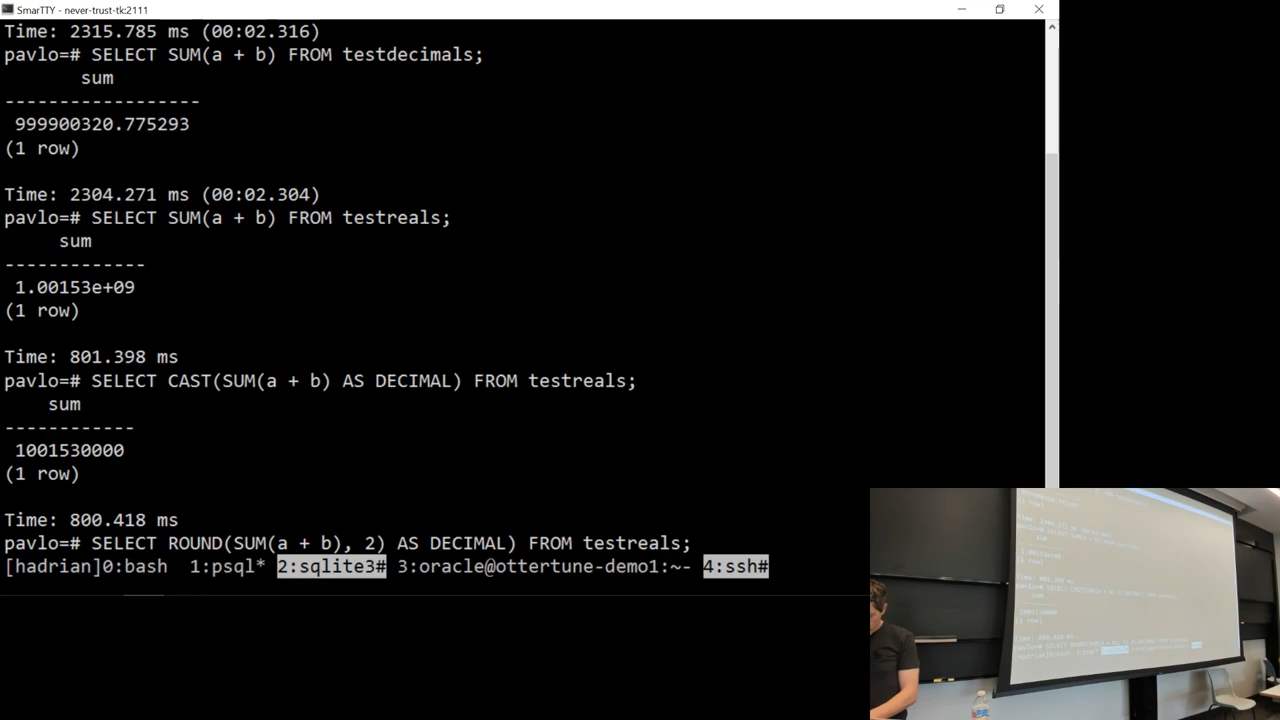 SmarTTY - never-trust-tk:2111
Time: 2315.785 ms (00:02.316)
pavlo=# SELECT SUM(a + b) FROM testdecimals;
sum
-------------------
999900320.775293
(1 row)
Time: 2304.271 ms (00:02.304)
pavlo=# SELECT SUM(a + b) FROM testreals;
sum
-------------
1.00153e+09
(1 row)
Time: 801.398 ms
pavlo=# SELECT CAST(SUM(a + b) AS DECIMAL) FROM testreals;
sum
------------
1001530000
(1 row)
Time: 800.418 ms
pavlo=# SELECT ROUND(SUM(a + b), 2) AS DECIMAL) FROM testreals;
[hadrian]0:bash  1:psql* 2:sqlite3# 3:oracle@ottertune-demo1:~- 4:ssh#